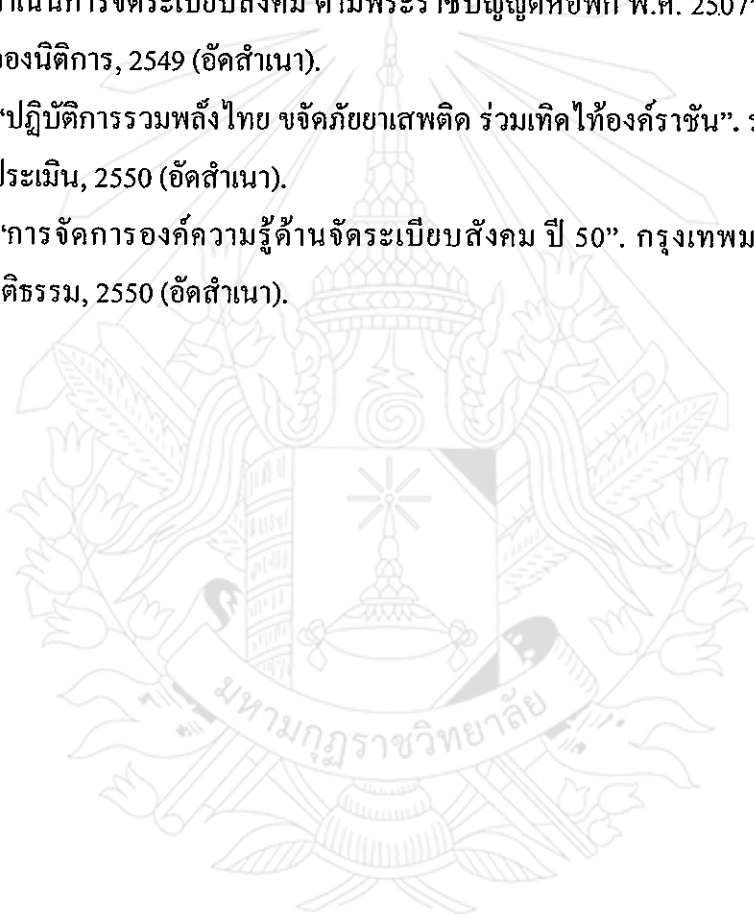 ดำเนินการจัดระเบียบสังคม ตามพระราชบัญญัติหอพัก พ.ศ. 2507
กองนิติการ, 2549 (อัดสำเนา).
“ปฏิบัติการรวมพลังไทย ขจัดภัยยาเสพติด ร่วมเทิดไท้องค์ราชัน”. ร
ประเมิน, 2550 (อัดสำเนา).
“การจัดการองค์ความรู้ด้านจัดระเบียบสังคม ปี 50”. กรุงเทพม
ติธรรม, 2550 (อัดสำเนา).
มหามกุฏราชวิทยาลัย